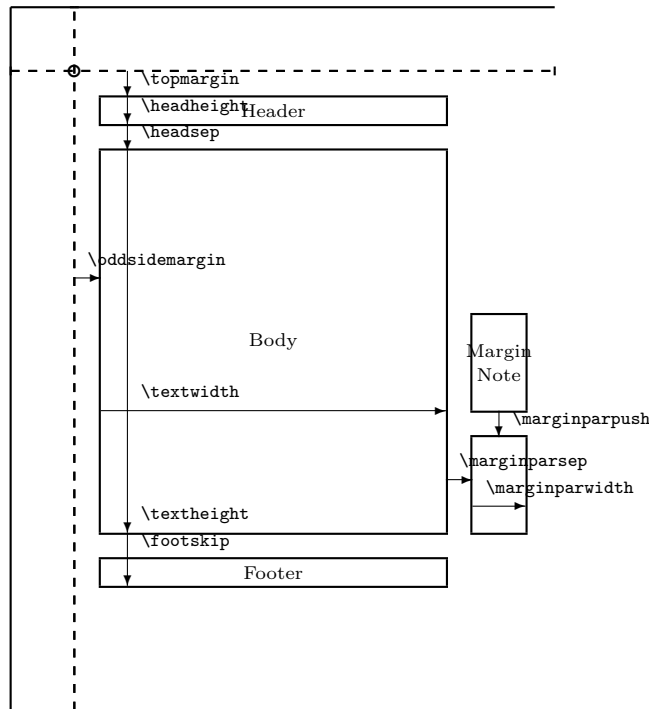 \topmargin
\headheight
Header
\headsep
\oddsidemargin
Body
Margin
Note
\textwidth
\marginparpush
\marginparsep
\marginparwidth
\textheight
\footskip
Footer